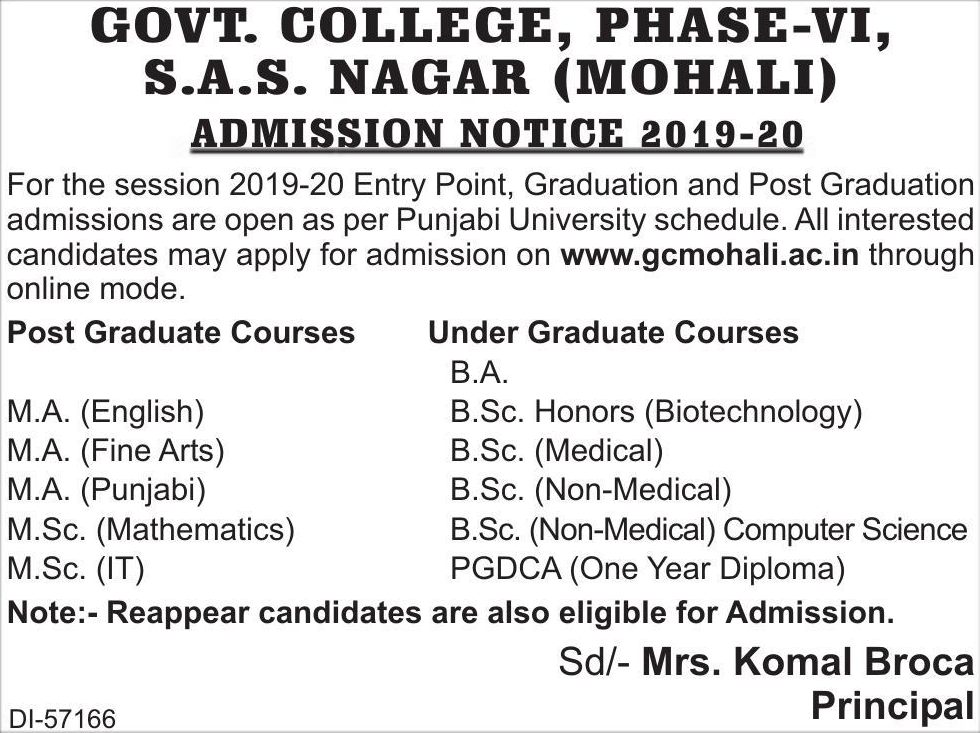 GOVT. COLLEGE, PHASE-VI,
S.A.S. NAGAR (MOHALI)
ADMISSION NOTICE 2019-20
For the session 2019-20 Entry Point, Graduation and Post Graduation
admissions are open as per Punjabi University schedule. All interested
candidates may apply for admission on www.gcmohali.ac.in through
online mode.
Post Graduate Courses
M.A. (English)
M.A. (Fine Arts)
M.A. (Punjabi)
M.Sc. (Mathematics)
M.Sc. (IT)
Under Graduate Courses
B.A.
B.Sc. Honors (Biotechnology)
B.Sc. (Medical)
B.Sc. (Non-Medical)
B.Sc. (Non-Medical) Computer Science
PGDCA (One Year Diploma)
Note:- Reappear candidates are also eligible for Admission.
Sd/- Mrs. Komal Broca
Principal
DI-57166